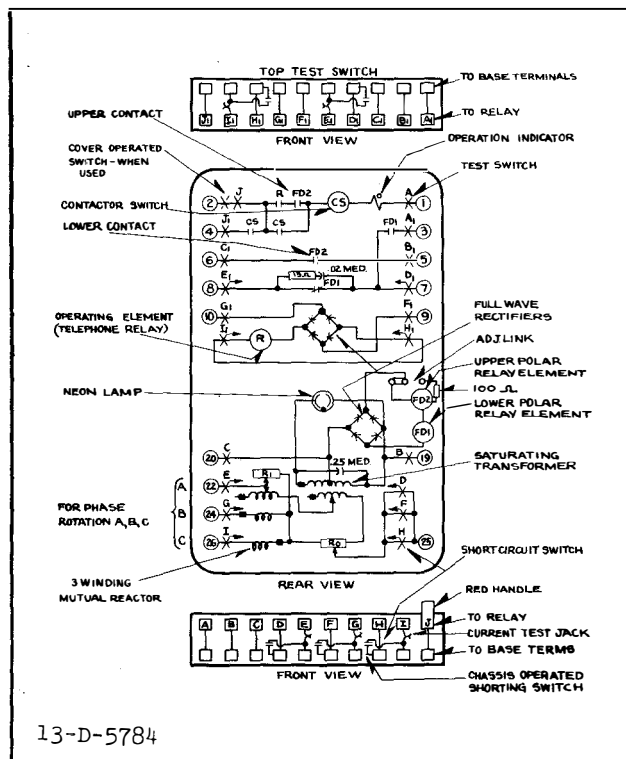 TOP TEST SWITCH
TO BASE TERMINALS
J1 I1 H1 G1 F1 E1 D1 C1 B1 A1
TO RELAY
FRONT VIEW
UPPER CONTACT
OPERATION INDICATOR
COVER OPERATED
SWITCH-WHEN
USED
TEST SWITCH
CONTACTOR SWITCH
LOWER CONTACT
2 J R FD2 CS A 1
4 J1 CS CS FD1 A1 3
6 C1 FD2 B1 5
8 E1 15Ω .02 MED. FD1 D1 7
10 G1 F1 9
I1 R H1
OPERATING ELEMENT
(TELEPHONE RELAY)
FULL WAVE
RECTIFIERS
ADJ. LINK
UPPER POLAR
RELAY ELEMENT
100 Ω
LOWER POLAR
RELAY ELEMENT
FD2
FD1
NEON LAMP
20 C B 19
.25 MED.
SATURATING
TRANSFORMER
A 22 E R1 D
FOR PHASE
ROTATION A, B, C
B 24 G F
C 26 I R0 H 25
SHORT CIRCUIT SWITCH
3 WINDING
MUTUAL REACTOR
REAR VIEW
RED HANDLE
A B C D E F G H I J
TO RELAY
CURRENT TEST JACK
TO BASE TERMS
FRONT VIEW
CHASSIS OPERATED
SHORTING SWITCH
13-D-5784